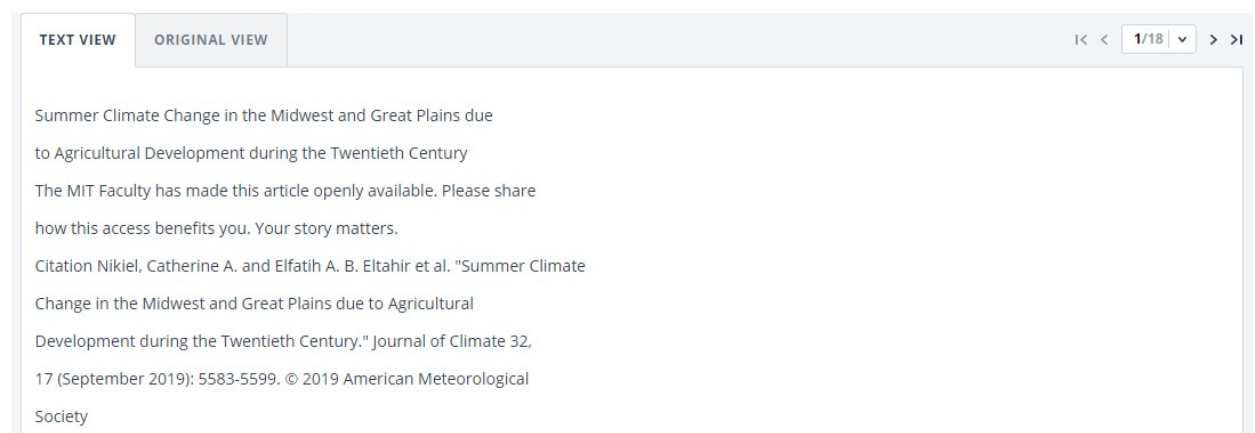 TEXT VIEW ORIGINAL VIEW 1/18
Summer Climate Change in the Midwest and Great Plains due
to Agricultural Development during the Twentieth Century
The MIT Faculty has made this article openly available. Please share
how this access benefits you. Your story matters.
Citation Nikiel, Catherine A. and Elfatih A. B. Eltahir et al. "Summer Climate
Change in the Midwest and Great Plains due to Agricultural
Development during the Twentieth Century." Journal of Climate 32,
17 (September 2019): 5583-5599. © 2019 American Meteorological
Society